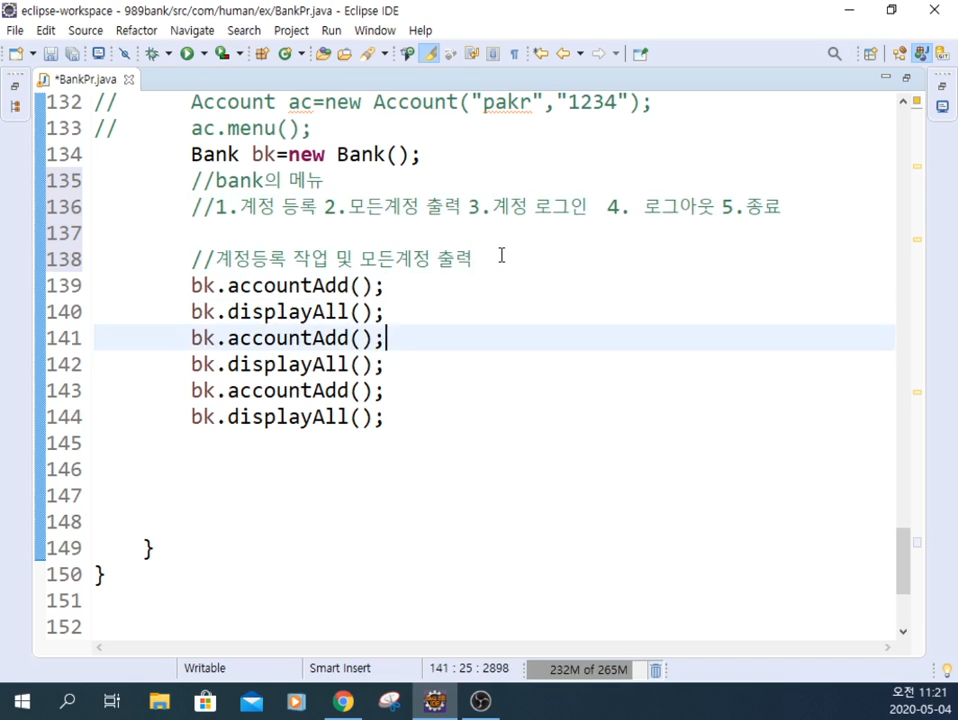 eclipse-workspace - 989bank/src/com/human/ex/BankPr.java - Eclipse IDE
File Edit Source Refactor Navigate Search Project Run Window Help
*BankPr.java
132 // Account ac=new Account("pakr","1234");
133 // ac.menu();
134 Bank bk=new Bank();
135 //bank의 메뉴
136 //1.계정 등록 2.모든계정 출력 3.계정 로그인 4. 로그아웃 5.종료
137
138 //계정등록 작업 및 모든계정 출력
139 bk.accountAdd();
140 bk.displayAll();
141 bk.accountAdd();
142 bk.displayAll();
143 bk.accountAdd();
144 bk.displayAll();
145
146
147
148
149 }
150 }
151
152
Writable Smart Insert 141 : 25 : 2898 232M of 265M
오전 11:21
2020-05-04